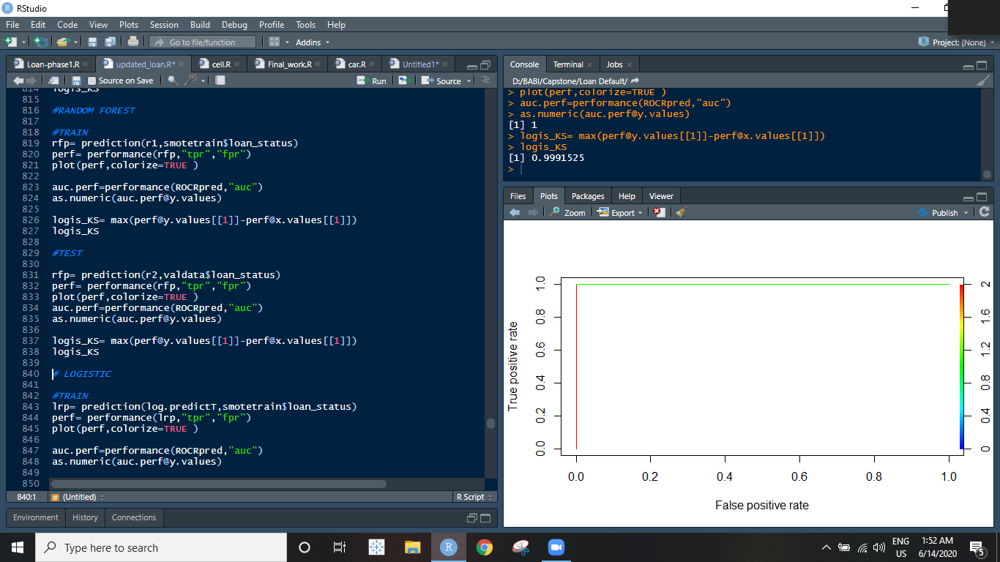 RStudio
File Edit Code View Plots Session Build Debug Profile Tools Help
Go to file/function Addins Project: (None)
Loan-phase1.R updated_loan.R* cell.R Final_work.R car.R Untitled1*
Source on Save Run Source
814 logis_KS
815
816 #RANDOM FOREST
817
818 #TRAIN
819 rfp= prediction(r1,smotetrain$loan_status)
820 perf= performance(rfp,"tpr","fpr")
821 plot(perf,colorize=TRUE )
822
823 auc.perf=performance(ROCRpred,"auc")
824 as.numeric(auc.perf@y.values)
825
826 logis_KS= max(perf@y.values[[1]]-perf@x.values[[1]])
827 logis_KS
828
829 #TEST
830
831 rfp= prediction(r2,valdata$loan_status)
832 perf= performance(rfp,"tpr","fpr")
833 plot(perf,colorize=TRUE )
834 auc.perf=performance(ROCRpred,"auc")
835 as.numeric(auc.perf@y.values)
836
837 logis_KS= max(perf@y.values[[1]]-perf@x.values[[1]])
838 logis_KS
839
840 # LOGISTIC
841
842 #TRAIN
843 lrp= prediction(log.predictT,smotetrain$loan_status)
844 perf= performance(lrp,"tpr","fpr")
845 plot(perf,colorize=TRUE )
846
847 auc.perf=performance(ROCRpred,"auc")
848 as.numeric(auc.perf@y.values)
849
850
840:1 # (Untitled) R Script
Environment History Connections
Console Terminal Jobs
D:/BABI/Capstone/Loan Default/
> plot(perf,colorize=TRUE )
> auc.perf=performance(ROCRpred,"auc")
> as.numeric(auc.perf@y.values)
[1] 1
> logis_KS= max(perf@y.values[[1]]-perf@x.values[[1]])
> logis_KS
[1] 0.9991525
>
Files Plots Packages Help Viewer
Zoom Export Publish
True positive rate
0.0 0.2 0.4 0.6 0.8 1.0
0 0.4 0.8 1.2 1.6 2
0.0 0.2 0.4 0.6 0.8 1.0
False positive rate
Type here to search
R
ENG
US
1:52 AM
6/14/2020
5